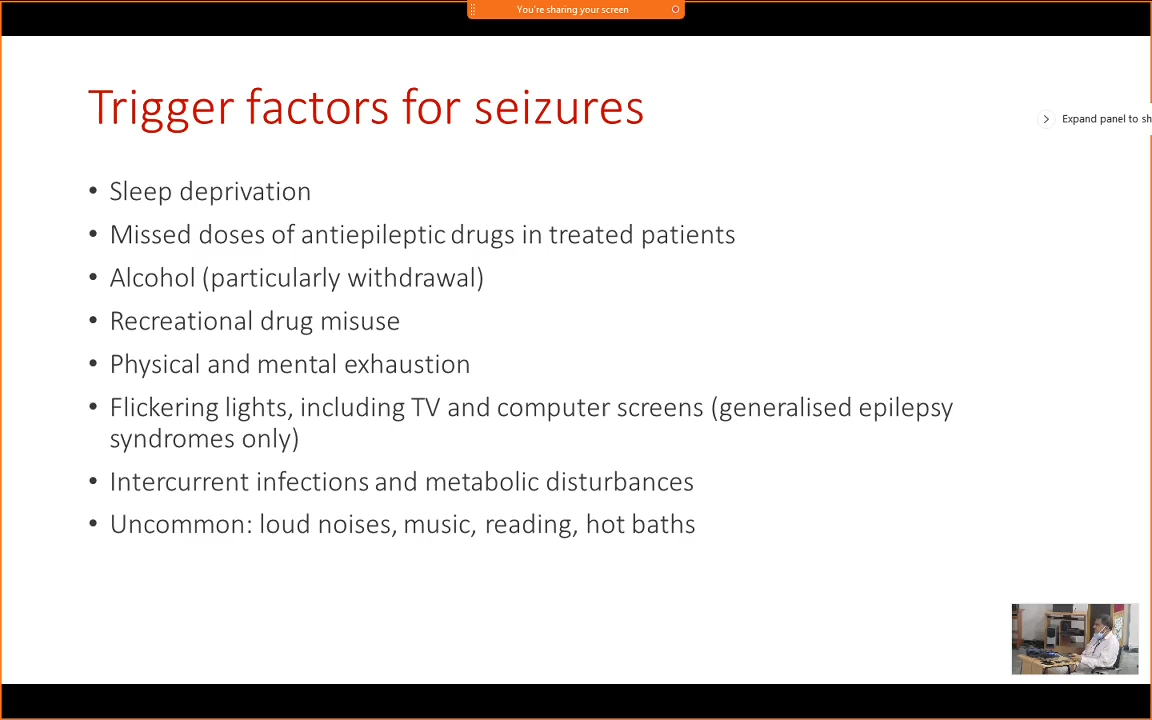 You're sharing your screen
Trigger factors for seizures
Expand panel to sh
• Sleep deprivation
• Missed doses of antiepileptic drugs in treated patients
• Alcohol (particularly withdrawal)
• Recreational drug misuse
• Physical and mental exhaustion
• Flickering lights, including TV and computer screens (generalised epilepsy
syndromes only)
• Intercurrent infections and metabolic disturbances
• Uncommon: loud noises, music, reading, hot baths